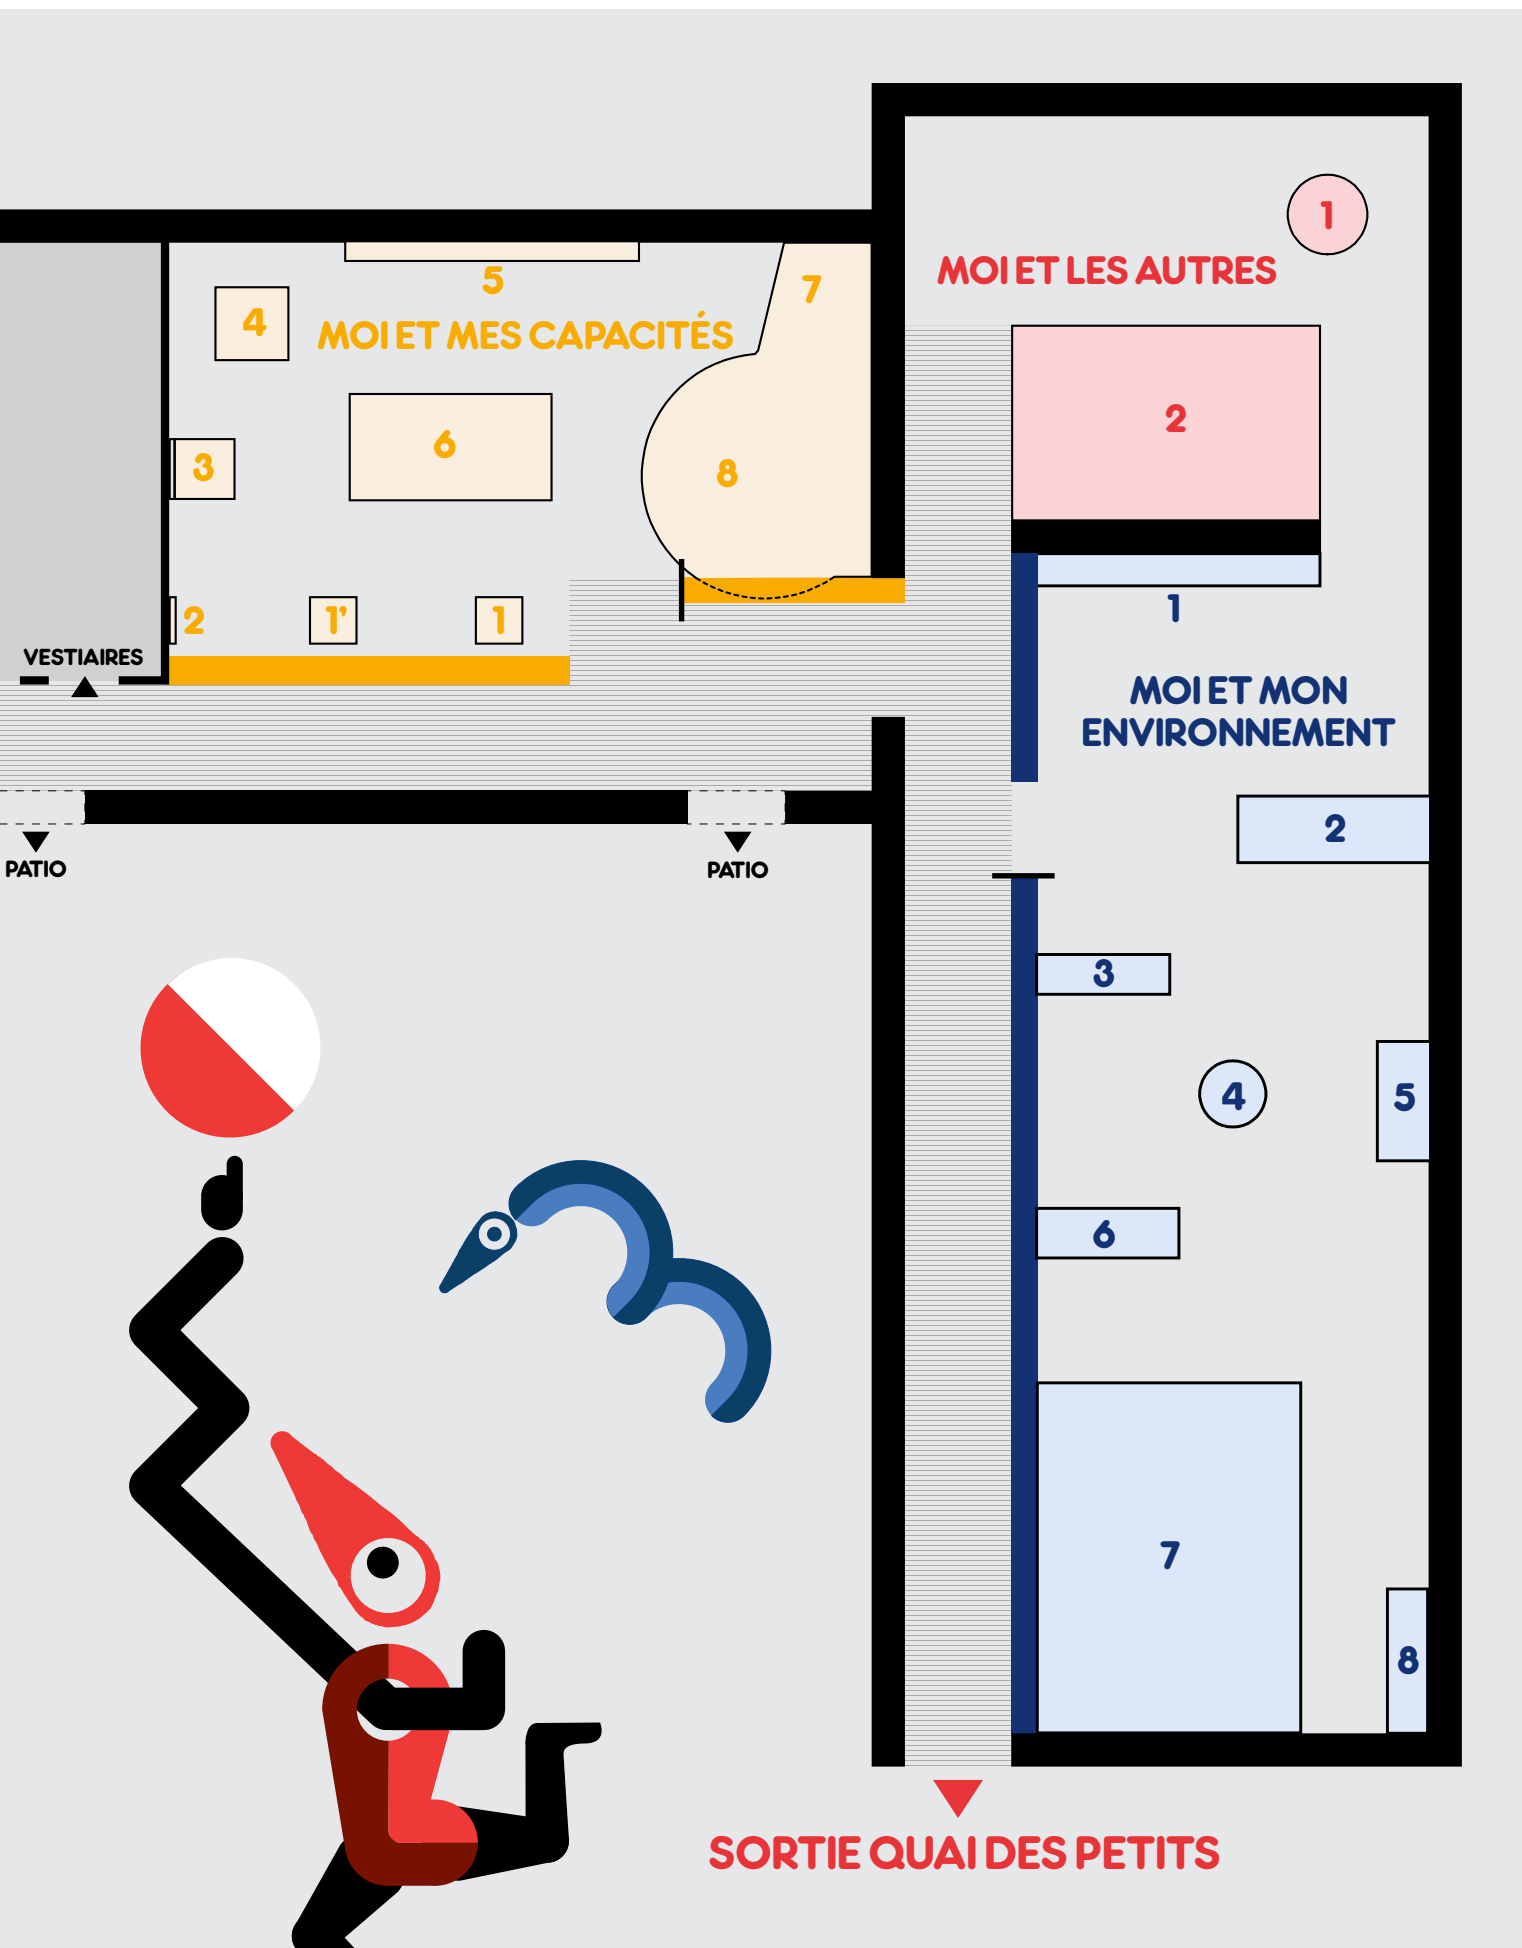 1
MOI ET LES AUTRES
5
7
4
MOI ET MES CAPACITÉS
2
6
3
8
2
1’
1
1
VESTIAIRES
MOI ET MON
ENVIRONNEMENT
2
PATIO
PATIO
3
4
5
6
7
8
SORTIE QUAI DES PETITS